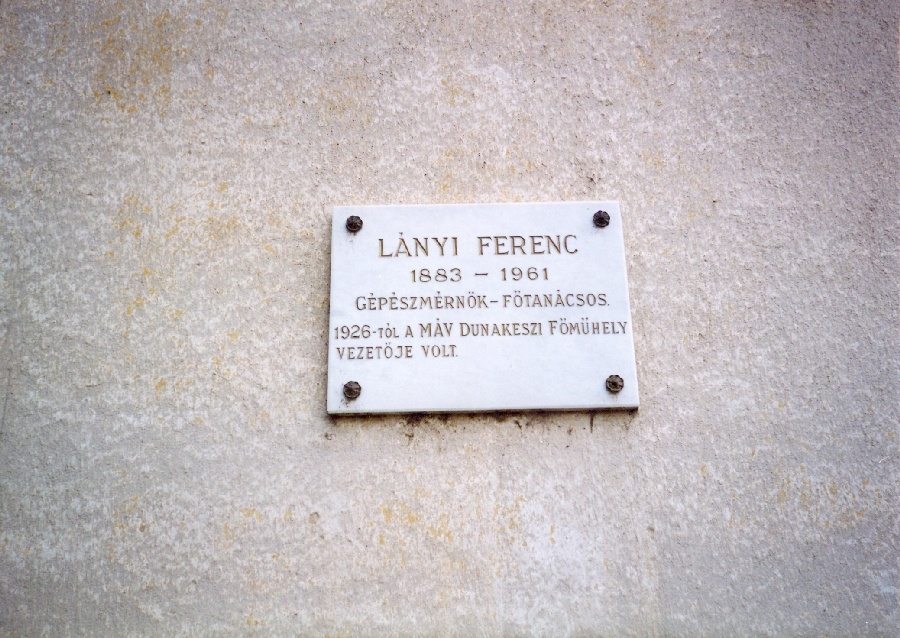 LÁNYI FERENC
1883 – 1961
GÉPÉSZMÉRNÖK-FŐTANÁCSOS.
1926-TÓL A MÁV DUNAKESZI FŐMŰHELY
VEZETŐJE VOLT.